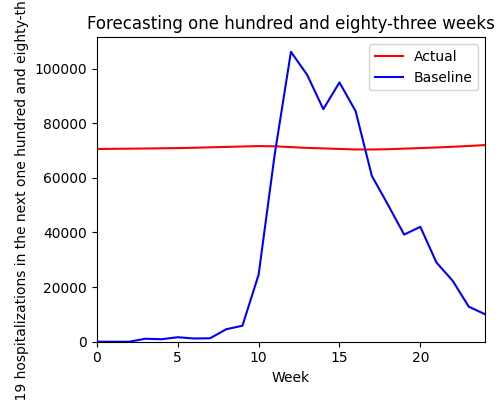 Forecasting one hundred and eighty-three weeks
Actual
Baseline
100000
80000
60000
40000
20000
0
0
5
10
15
20
Week
19 hospitalizations in the next one hundred and eighty-th